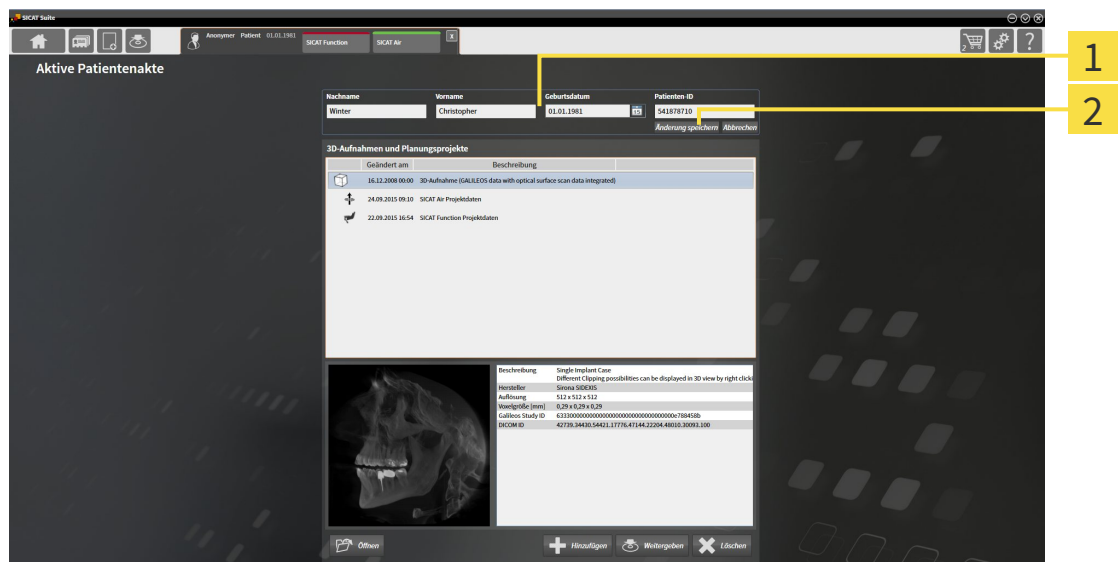 SICAT Suite
Anonymer Patient 01.01.1981
SICAT Function
SICAT Air
x
2
?
1
Aktive Patientenakte
Nachname Vorname Geburtsdatum Patienten-ID
Winter Christopher 01.01.1981 15 541878710
2
Änderung speichern Abbrechen
3D-Aufnahmen und Planungsprojekte
Geändert am Beschreibung
16.12.2008 00:00 3D-Aufnahme (GALILEOS data with optical surface scan data integrated)
24.09.2015 09:10 SICAT Air Projektdaten
22.09.2015 16:54 SICAT Function Projektdaten
Beschreibung Single Implant Case
Different Clipping possibilities can be displayed in 3D view by right clicki
Hersteller Sirona SIDEXIS
Auflösung 512 x 512 x 512
Voxelgröße [mm] 0,29 x 0,29 x 0,29
Galileos Study ID
DICOM ID 42739.34430.54421.17776.47144.22204.48010.30093.100
Öffnen Hinzufügen Weitergeben Löschen